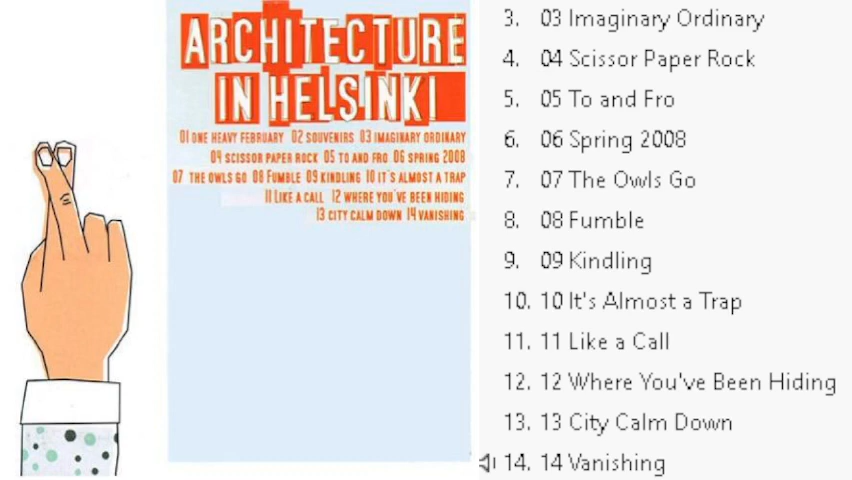 ARCHITECTURE
IN HELSINKI
01 ONE HEAVY FEBRUARY 02 SOUVENIRS 03 IMAGINARY ORDINARY
04 SCISSOR PAPER ROCK 05 TO AND FRO 06 SPRING 2008
07 THE OWLS GO 08 FUMBLE 09 KINDLING 10 IT'S ALMOST A TRAP
11 LIKE A CALL 12 WHERE YOU'VE BEEN HIDING
13 CITY CALM DOWN 14 VANISHING
3. 03 Imaginary Ordinary
4. 04 Scissor Paper Rock
5. 05 To and Fro
6. 06 Spring 2008
7. 07 The Owls Go
8. 08 Fumble
9. 09 Kindling
10. 10 It's Almost a Trap
11. 11 Like a Call
12. 12 Where You've Been Hiding
13. 13 City Calm Down
14. 14 Vanishing